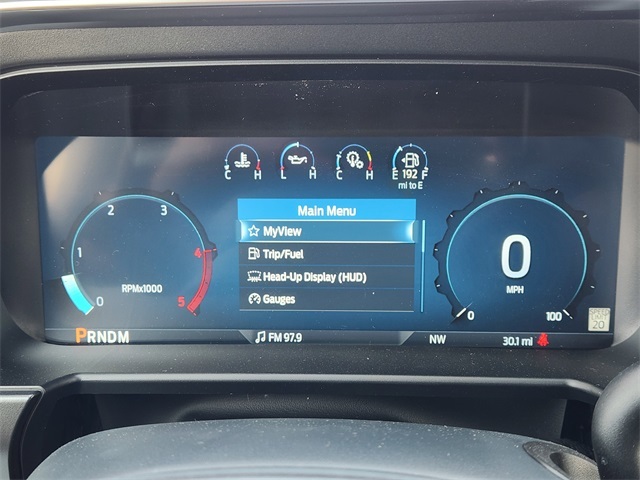 C H L H C H E 192 F
mi to E
Main Menu
MyView
Trip/Fuel
Head-Up Display (HUD)
Gauges
2 3
1 4
0 5
RPMx1000
0
MPH
0 100
20
PRNDM
FM 97.9
NW
30.1 mi